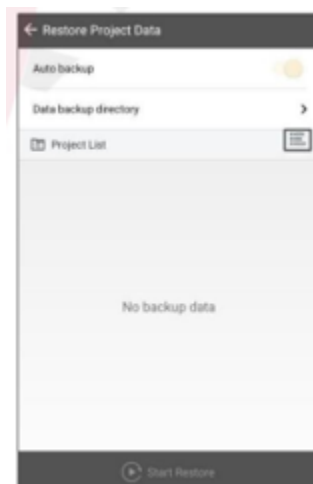 Restore Project Data
Auto backup
Data backup directory
Project List
No backup data
Start Restore